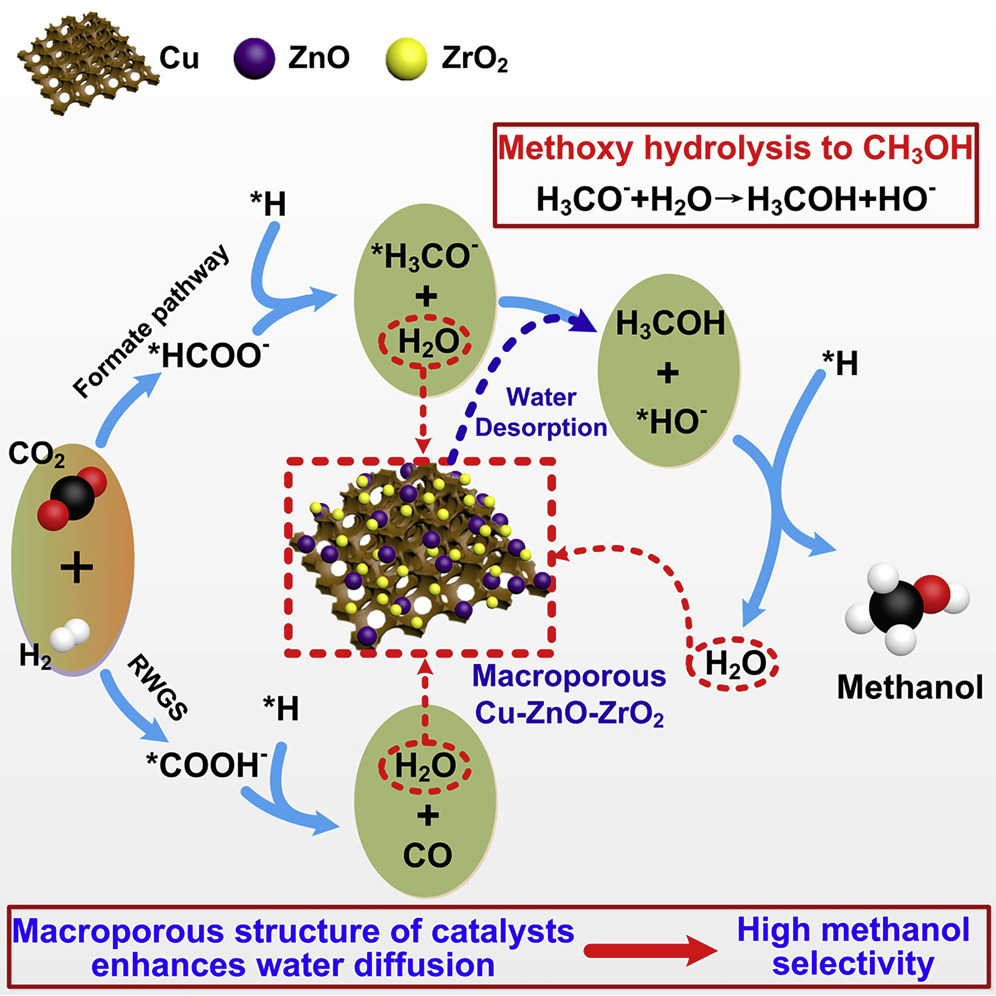 Cu
ZnO
ZrO₂
Methoxy hydrolysis to CH₃OH
H₃CO⁻+H₂O→H₃COH+HO⁻
*H
Formate pathway
*HCOO⁻
*H₃CO⁻
+
H₂O
H₃COH
+
*HO⁻
*H
Water
Desorption
CO₂
+
H₂
RWGS
*COOH⁻
*H
H₂O
+
CO
Macroporous
Cu-ZnO-ZrO₂
H₂O
Methanol
Macroporous structure of catalysts
enhances water diffusion
High methanol
selectivity